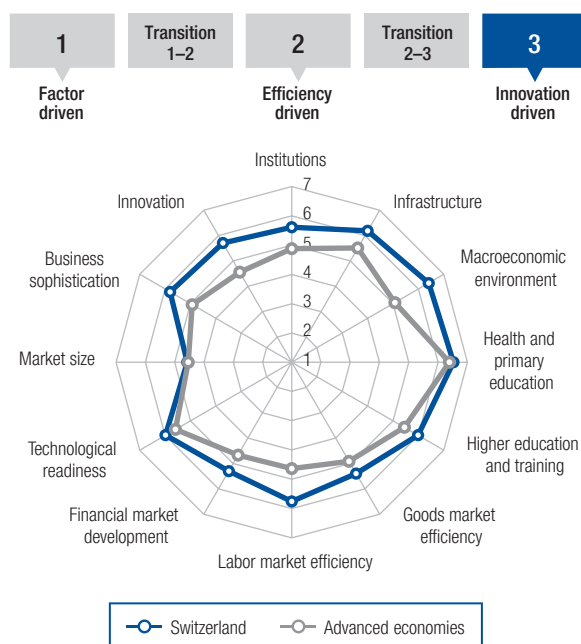 1
Transition
1–2
2
Transition
2–3
3
Factor
driven
Efficiency
driven
Innovation
driven
Institutions
Innovation
7
Infrastructure
6
Business
sophistication
5
Macroeconomic
environment
4
3
2
Market size
1
Health and
primary
education
Technological
readiness
Higher education
and training
Financial market
development
Goods market
efficiency
Labor market efficiency
Switzerland
Advanced economies